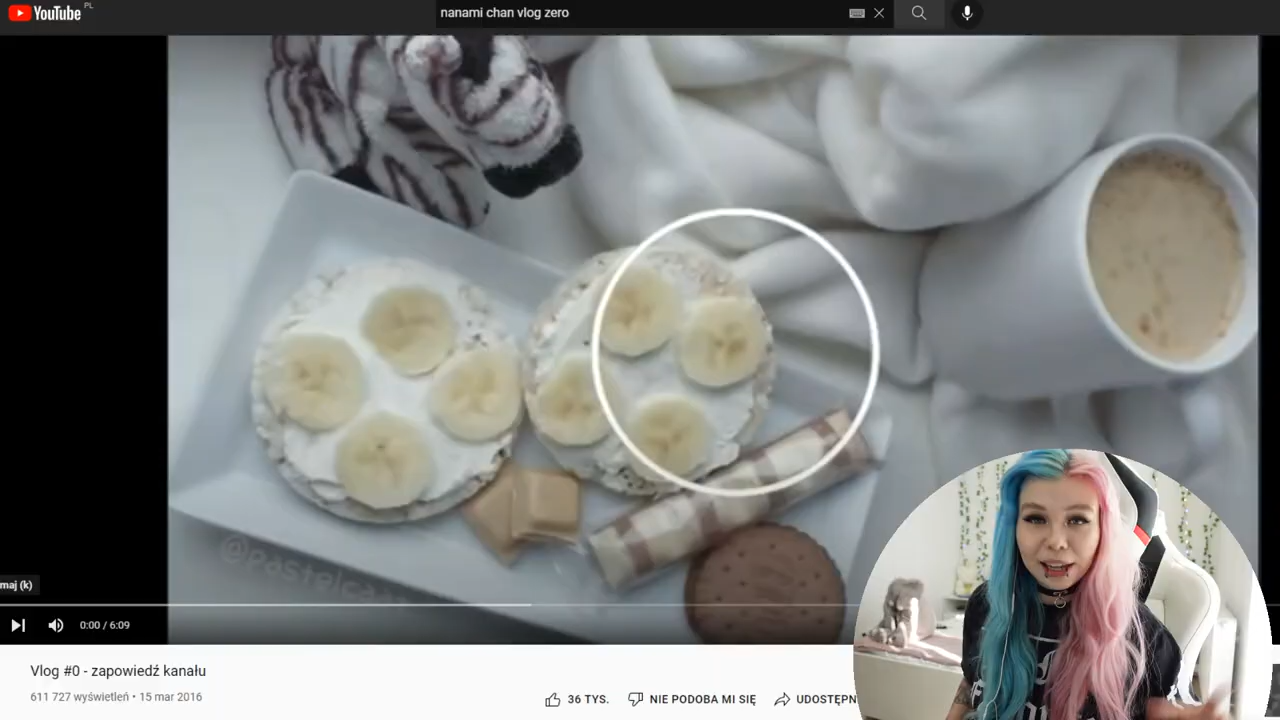 YouTube PL
nanami chan vlog zero
@pastelca
maj (k)
0:00 / 6:09
Vlog #0 - zapowiedź kanału
611 727 wyświetleń • 15 mar 2016
36 TYS.
NIE PODOBA MI SIĘ
UDOSTĘPN